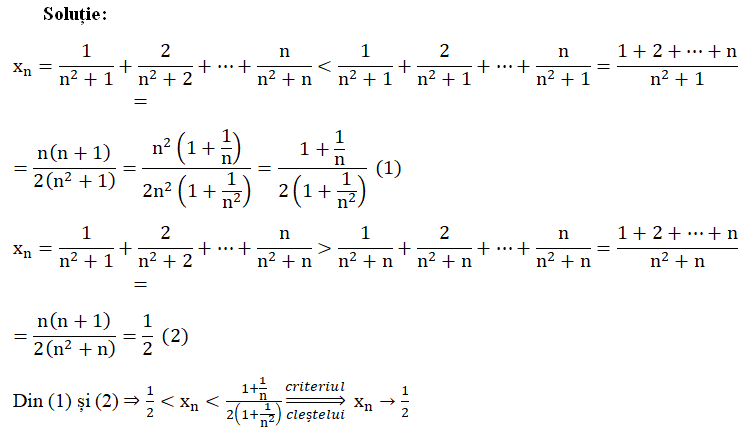 Soluție:
xₙ = 1/(n² + 1) + 2/(n² + 2) + ⋯ + n/(n² + n) < 1/(n² + 1) + 2/(n² + 1) + ⋯ + n/(n² + 1) = (1 + 2 + ⋯ + n)/(n² + 1)
=
= n(n + 1)/(2(n² + 1)) = n²(1 + 1/n)/(2n²(1 + 1/n²)) = (1 + 1/n)/(2(1 + 1/n²)) (1)
xₙ = 1/(n² + 1) + 2/(n² + 2) + ⋯ + n/(n² + n) > 1/(n² + n) + 2/(n² + n) + ⋯ + n/(n² + n) = (1 + 2 + ⋯ + n)/(n² + n)
=
= n(n + 1)/(2(n² + n)) = 1/2 (2)
Din (1) și (2) ⇒ 1/2 < xₙ < (1+1/n)/(2(1+1/n²)) criteriul ⟹ cleștelui xₙ → 1/2